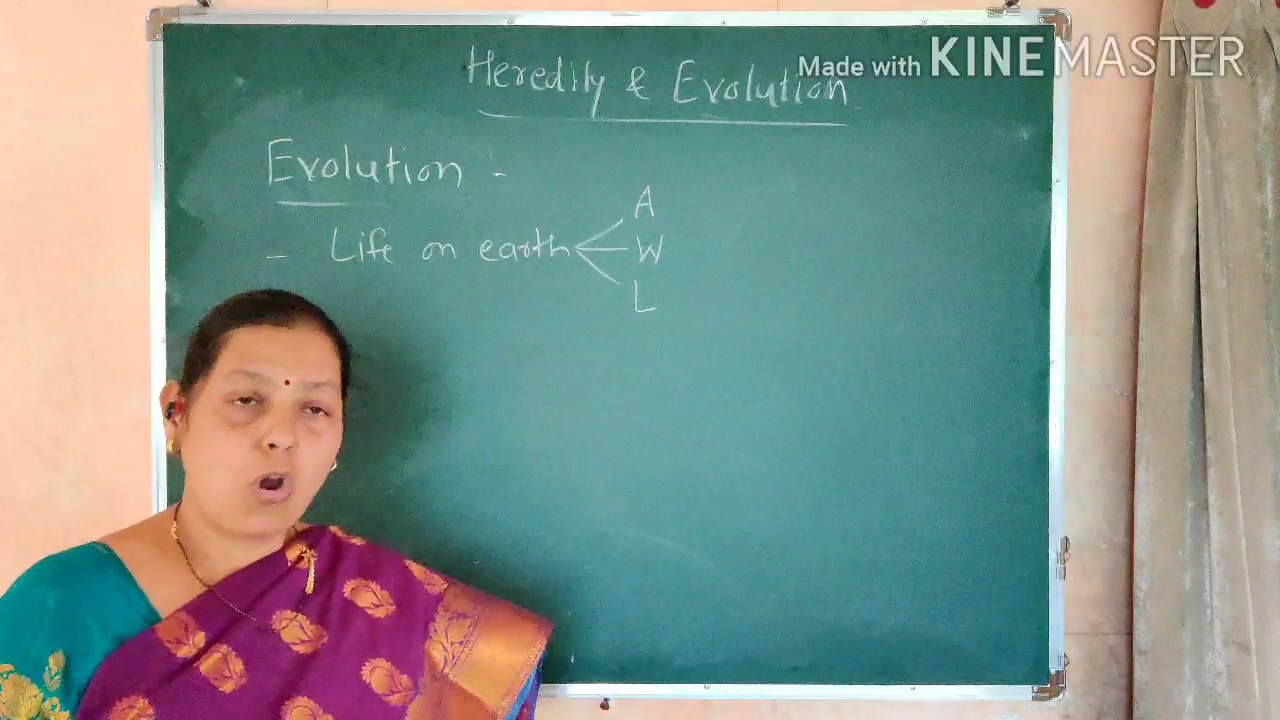 Heredity & Evolution
Made with KINEMASTER
Evolution -
- Life on earth
A
W
L